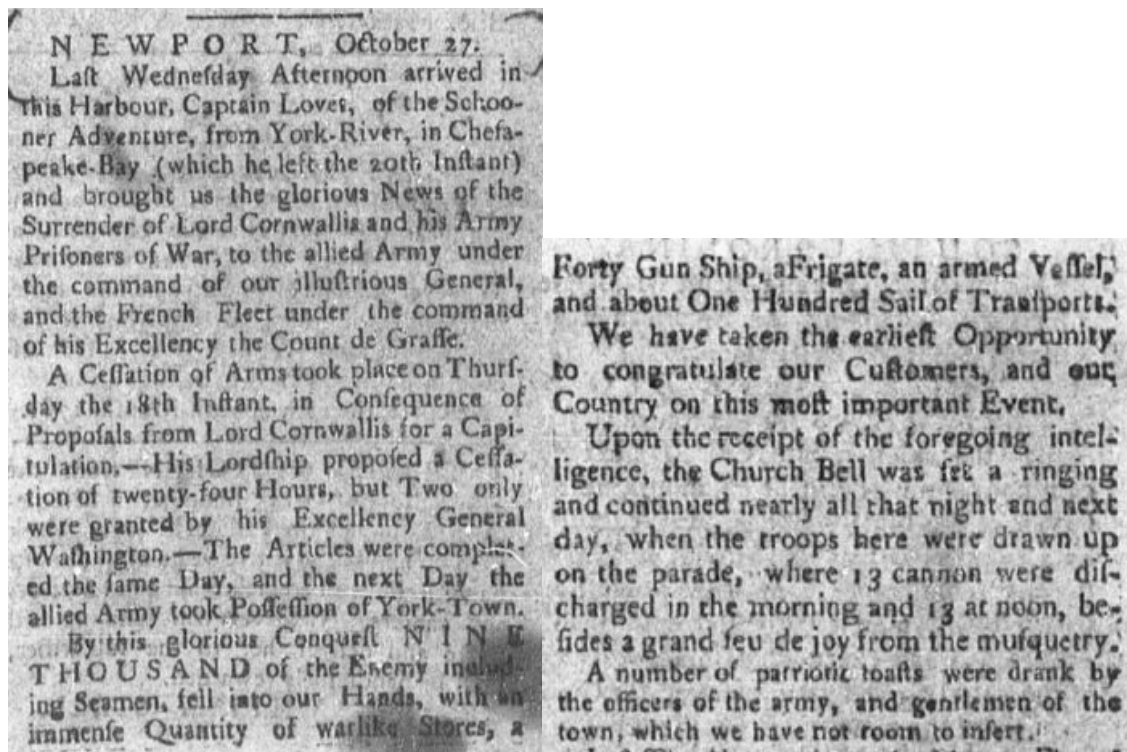 NEWPORT, October 27.
Laſt Wedneſday Afternoon arrived in
this Harbour, Captain Lovet, of the Schoo-
ner Adventure, from York-River, in Cheſa-
peake-Bay (which he left the 20th Inſtant)
and brought us the glorious News of the
Surrender of Lord Cornwallis and his Army
Priſoners of War, to the allied Army under
the command of our illuſtrious General,
and the French Fleet under the command
of his Excellency the Count de Graſſe.
A Ceſſation of Arms took place on Thurſ-
day the 18th Inſtant, in Conſequence of
Propoſals from Lord Cornwallis for a Capi-
tulation.—His Lordſhip propoſed a Ceſſa-
tion of twenty-four Hours, but Two only
were granted by his Excellency General
Waſhington.—The Articles were complet-
ed the ſame Day, and the next Day the
allied Army took Poſſeſſion of York-Town.
By this glorious Conqueſt NINE
THOUSAND of the Enemy includ-
ing Seamen, fell into our Hands, with an
immenſe Quantity of warlike Stores, a
Forty Gun Ship, a Frigate, an armed Veſſel,
and about One Hundred Sail of Tranſports.
We have taken the earlieſt Opportunity
to congratulate our Cuſtomers, and our
Country on this moſt important Event.
Upon the receipt of the foregoing intel-
ligence, the Church Bell was ſet a ringing
and continued nearly all that night and next
day, when the troops here were drawn up
on the parade, where 13 cannon were diſ-
charged in the morning and 13 at noon, be-
ſides a grand feu de joy from the muſquetry.
A number of patriotic toaſts were drank by
the officers of the army, and gentlemen of the
town, which we have not room to inſert.